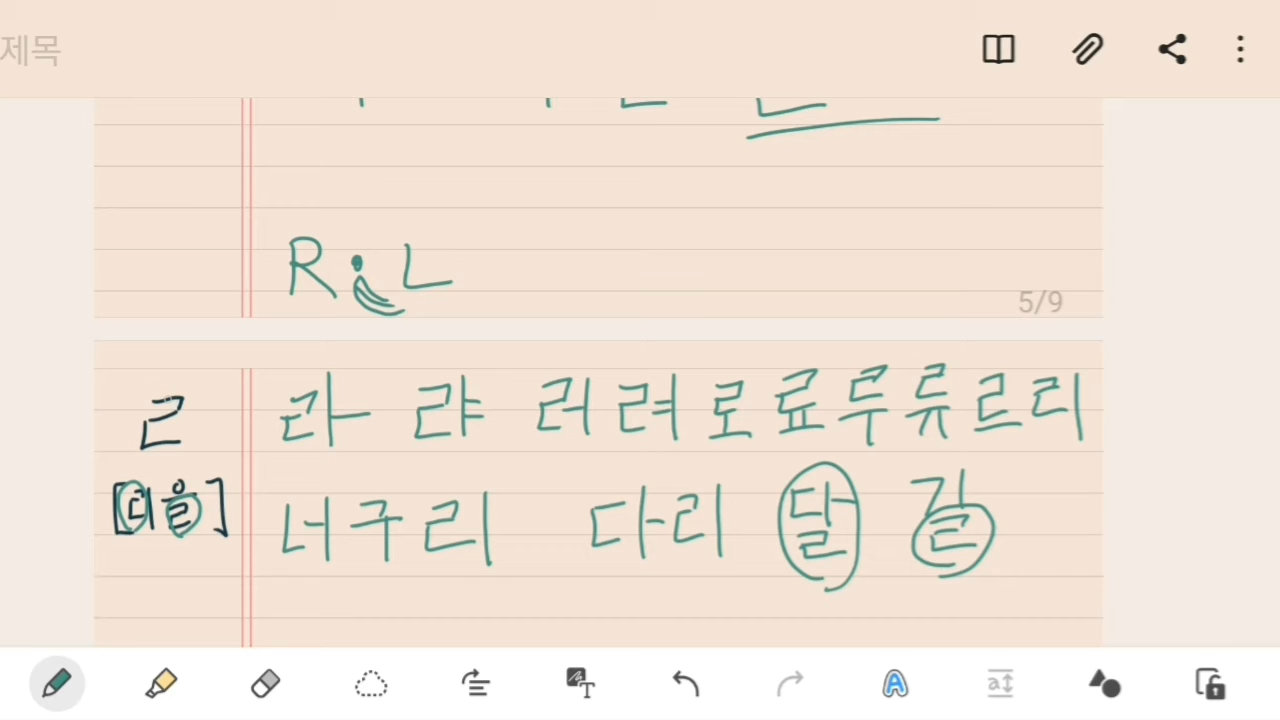 제목
R L
5/9
ㄹ 라 랴 러 려 로 료 루 류 르 리
[리을] 너구리 다리 달 길